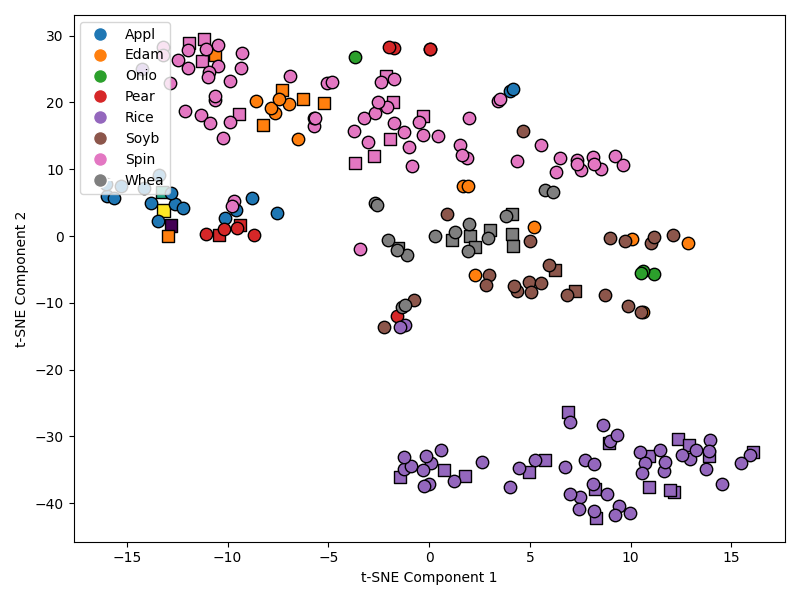 Appl
Edam
Onio
Pear
Rice
Soyb
Spin
Whea
30
20
10
0
−10
−20
−30
−40
t-SNE Component 2
−15
−10
−5
0
5
10
15
t-SNE Component 1